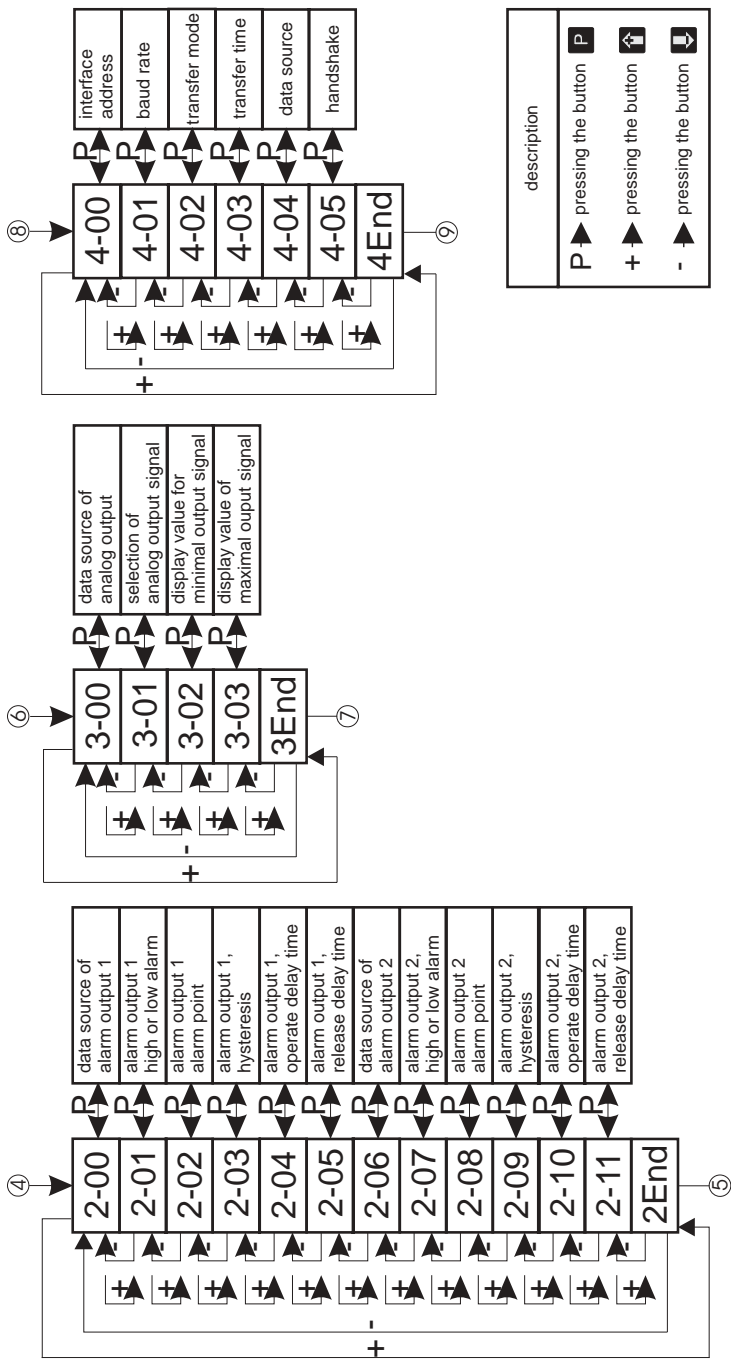 ⑧
4-00 P interface
address
- +
4-01 P baud rate
- +
4-02 P transfer mode
- +
4-03 P transfer time
- +
4-04 P data source
- +
4-05 P handshake
- +
4End
+ -
⑨
description
P pressing the button P
+ pressing the button
- pressing the button
⑥
3-00 P data source of
analog output
- +
3-01 P selection of
analog output signal
- +
3-02 P display value for
minimal output signal
- +
3-03 P display value of
maximal ouput signal
- +
3End
+ -
⑦
④
2-00 P data source of
alarm output 1
- +
2-01 P alarm output 1
high or low alarm
- +
2-02 P alarm output 1
alarm point
- +
2-03 P alarm output 1,
hysteresis
- +
2-04 P alarm output 1,
operate delay time
- +
2-05 P alarm output 1,
release delay time
- +
2-06 P data source of
alarm output 2
- +
2-07 P alarm output 2,
high or low alarm
- +
2-08 P alarm output 2
alarm point
- +
2-09 P alarm output 2,
hysteresis
- +
2-10 P alarm output 2,
operate delay time
- +
2-11 P alarm output 2,
release delay time
- +
2End
+ -
⑤